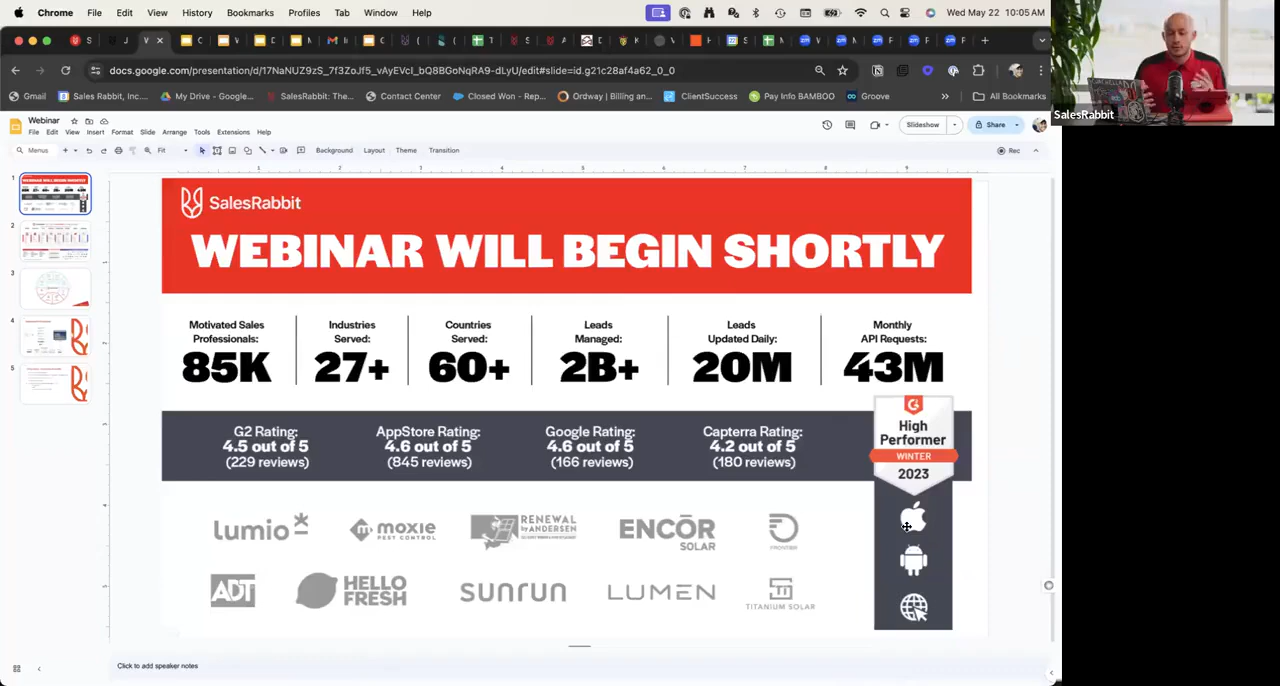 Chrome File Edit View History Bookmarks Profiles Tab Window Help
Wed May 22 10:05 AM
docs.google.com/presentation/d/17NaNUZ9zS_7f3ZoJf5_vAyEVcI_bQ8BGoNqRA9-dLyU/edit#slide=id.g21c28af4a62_0_0
Gmail Sales Rabbit, Inc.... My Drive - Google... SalesRabbit: The... Contact Center Closed Won - Rep... Ordway | Billing an... ClientSuccess Pay Info BAMBOO Groove » All Bookmarks
SalesRabbit
Webinar
File Edit View Insert Format Slide Arrange Tools Extensions Help
Slideshow Share
Menus Fit Background Layout Theme Transition Rec
SalesRabbit
WEBINAR WILL BEGIN SHORTLY
Motivated Sales Professionals:
85K
Industries Served:
27+
Countries Served:
60+
Leads Managed:
2B+
Leads Updated Daily:
20M
Monthly API Requests:
43M
G2 Rating:
4.5 out of 5
(229 reviews)
AppStore Rating:
4.6 out of 5
(845 reviews)
Google Rating:
4.6 out of 5
(166 reviews)
Capterra Rating:
4.2 out of 5
(180 reviews)
High
Performer
WINTER
2023
Lumio
moxie
PEST CONTROL
RENEWAL
by ANDERSEN
ENCŌR
SOLAR
FRONTIER
ADT
HELLO
FRESH
SUNRUN
LUMEN
TITANIUM SOLAR
1
2
3
4
5
Click to add speaker notes